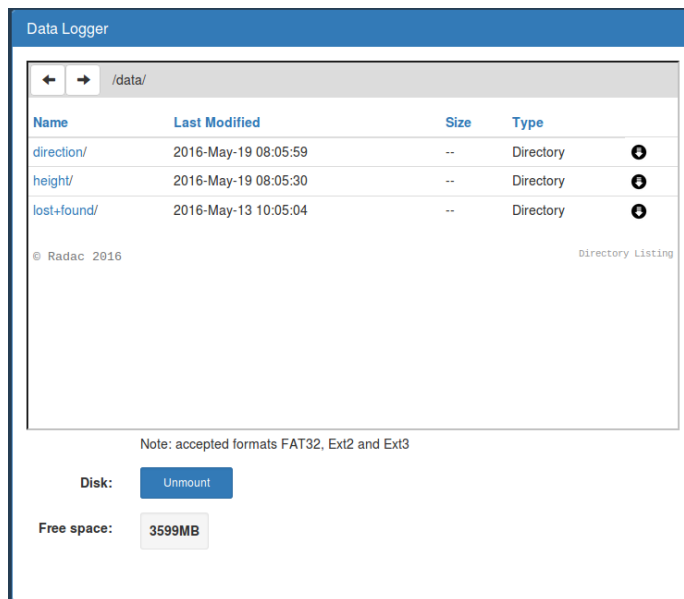 Data Logger
/data/
Name Last Modified Size Type
direction/ 2016-May-19 08:05:59 -- Directory
height/ 2016-May-19 08:05:30 -- Directory
lost+found/ 2016-May-13 10:05:04 -- Directory
© Radac 2016 Directory Listing
Note: accepted formats FAT32, Ext2 and Ext3
Disk: Unmount
Free space: 3599MB